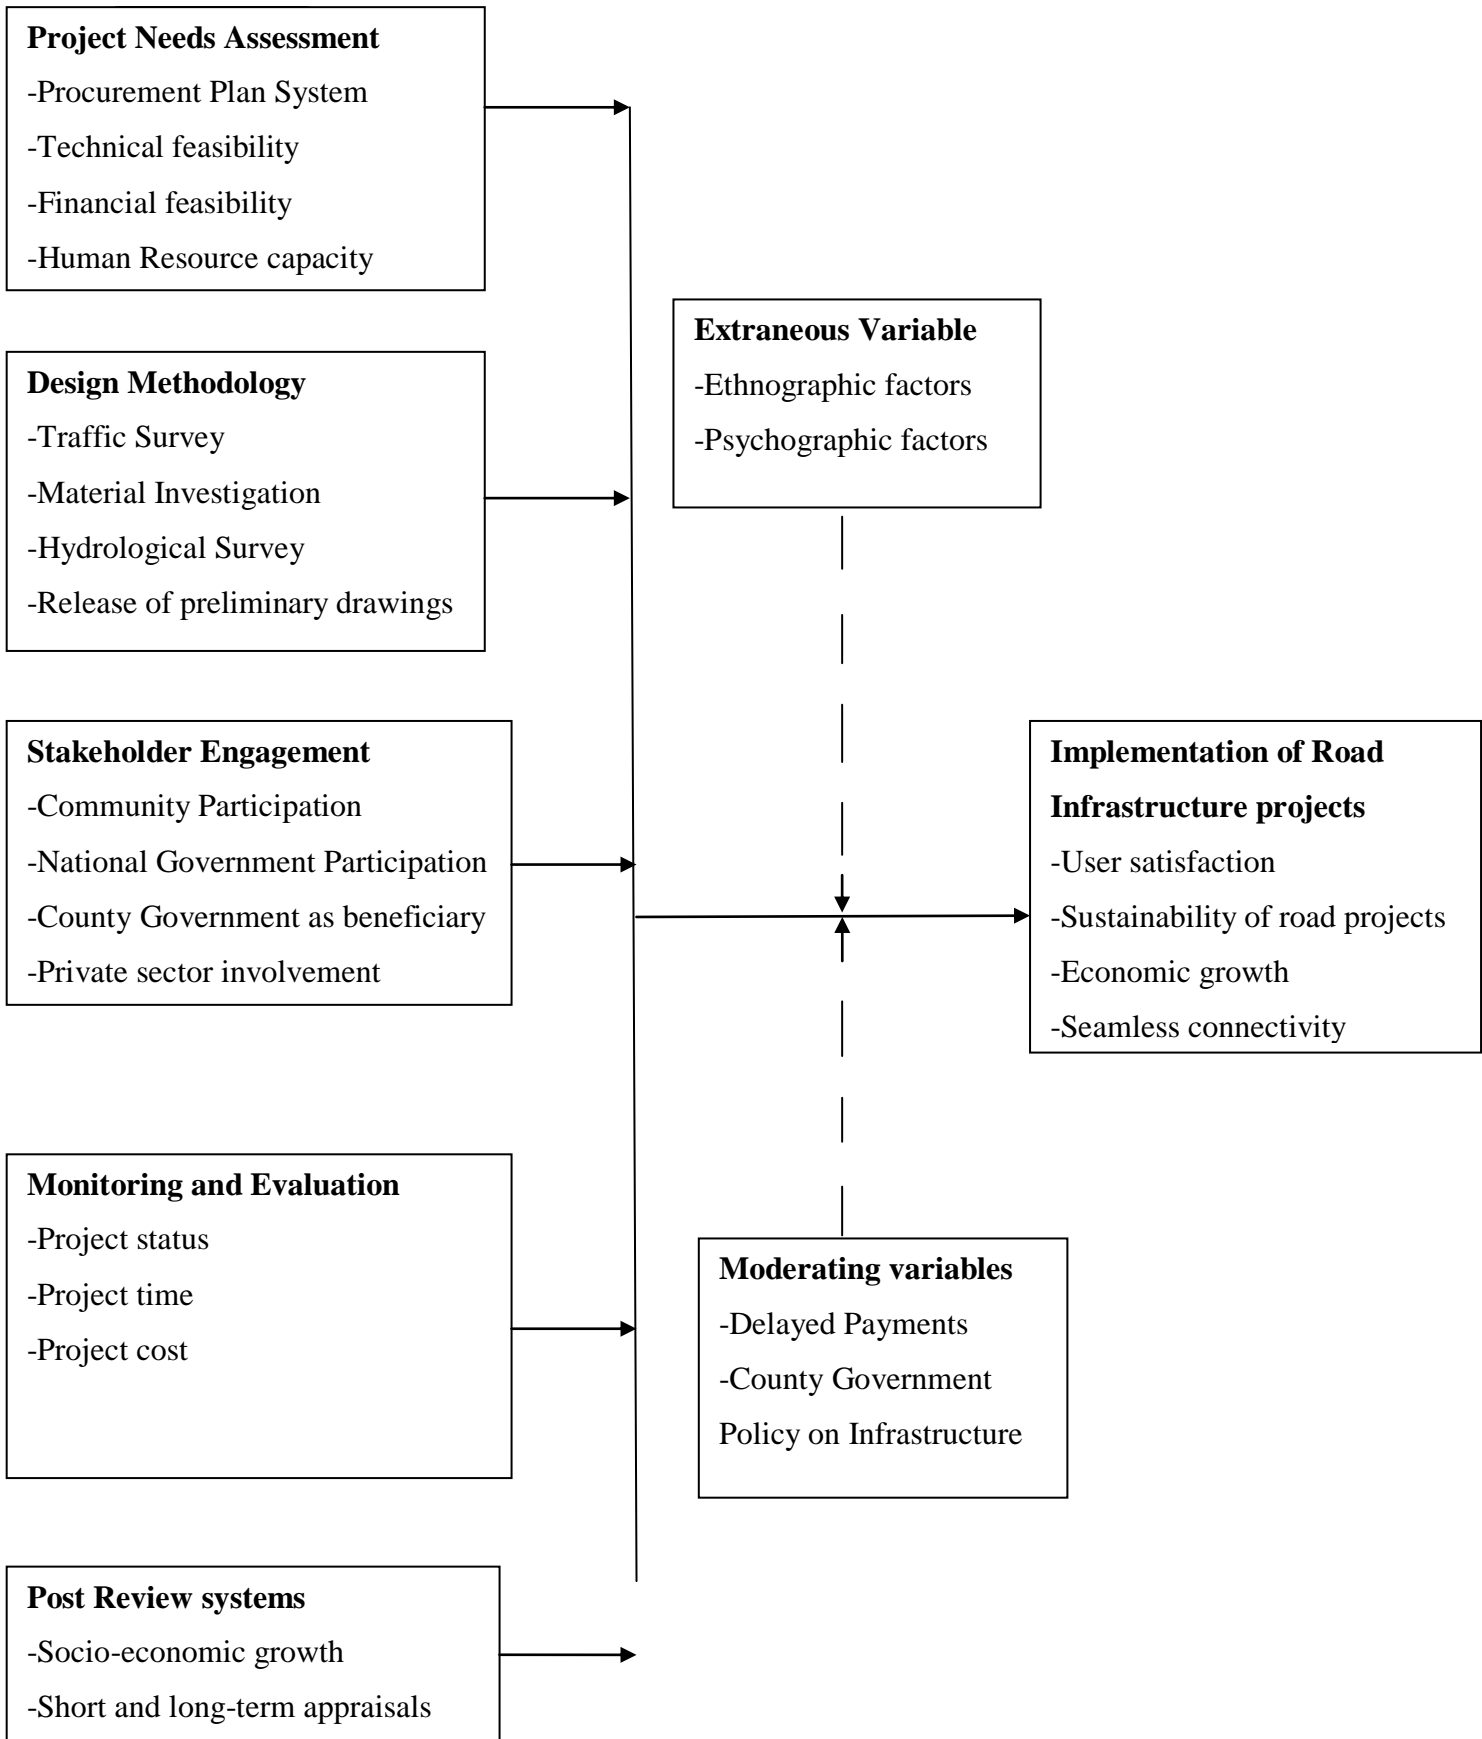 Project Needs Assessment
-Procurement Plan System
-Technical feasibility
-Financial feasibility
-Human Resource capacity
Extraneous Variable
-Ethnographic factors
-Psychographic factors
Design Methodology
-Traffic Survey
-Material Investigation
-Hydrological Survey
-Release of preliminary drawings
Stakeholder Engagement
-Community Participation
-National Government Participation
-County Government as beneficiary
-Private sector involvement
Implementation of Road
Infrastructure projects
-User satisfaction
-Sustainability of road projects
-Economic growth
-Seamless connectivity
Monitoring and Evaluation
-Project status
-Project time
-Project cost
Moderating variables
-Delayed Payments
-County Government
Policy on Infrastructure
Post Review systems
-Socio-economic growth
-Short and long-term appraisals